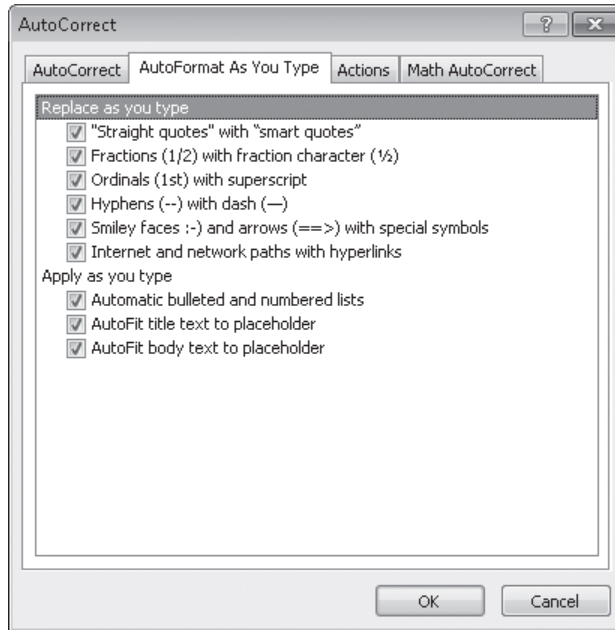 AutoCorrect
AutoCorrect AutoFormat As You Type Actions Math AutoCorrect
Replace as you type
"Straight quotes" with “smart quotes”
Fractions (1/2) with fraction character (½)
Ordinals (1st) with superscript
Hyphens (--) with dash (—)
Smiley faces :-) and arrows (==>) with special symbols
Internet and network paths with hyperlinks
Apply as you type
Automatic bulleted and numbered lists
AutoFit title text to placeholder
AutoFit body text to placeholder
OK Cancel